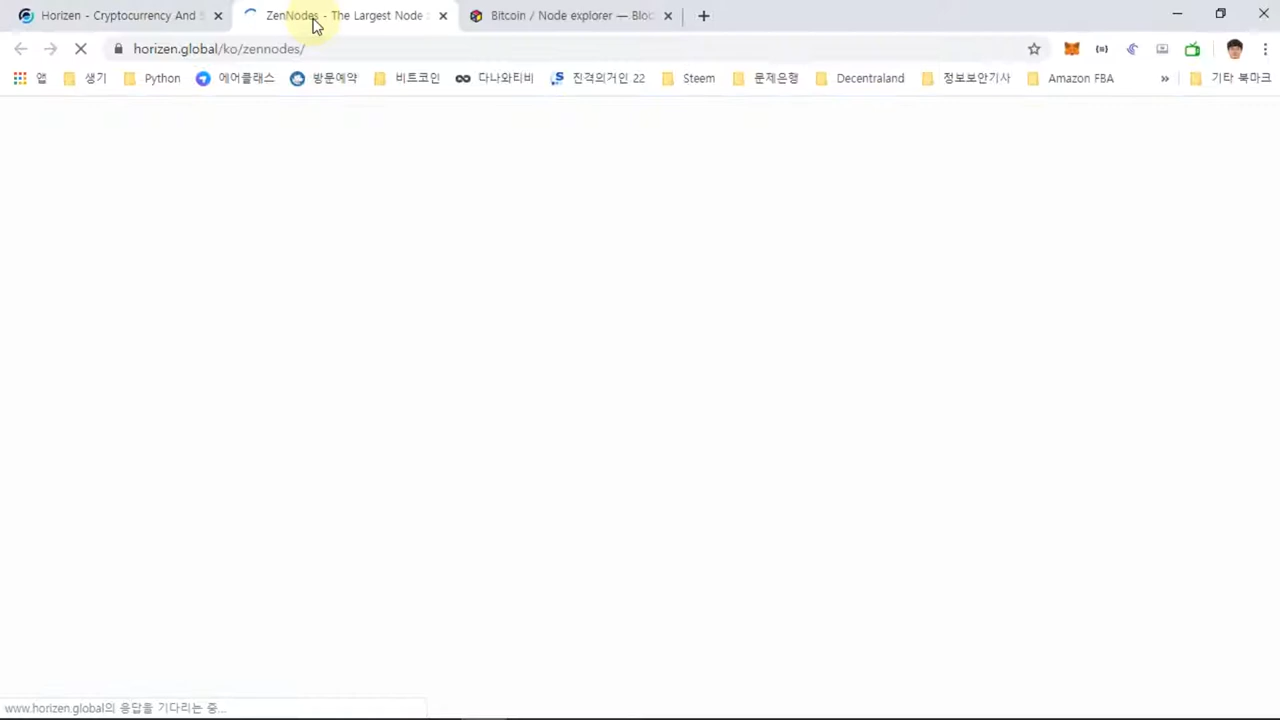 Horizen - Cryptocurrency And S
ZenNodes - The Largest Node
Bitcoin / Node explorer — Bloc
horizen.global/ko/zennodes/
앱 생기 Python 에어클래스 방문예약 비트코인 다나와티비 진격의거인 22 Steem 문제은행 Decentraland 정보보안기사 Amazon FBA » 기타 북마크
www.horizen.global의 응답을 기다리는 중...